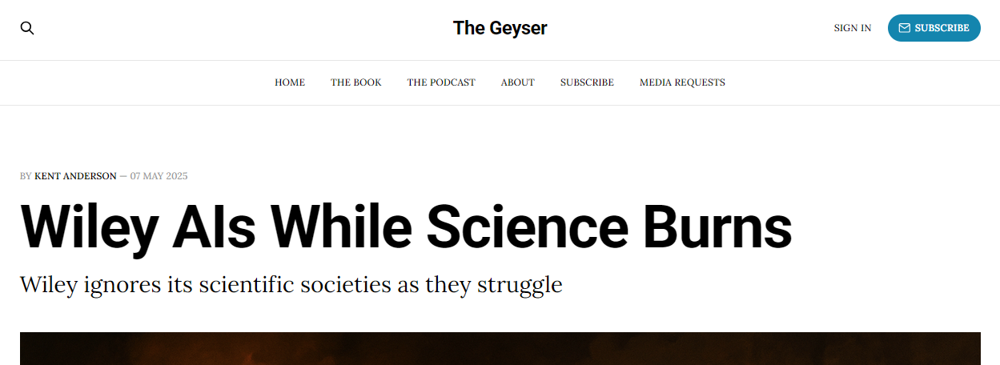 The Geyser
SIGN IN
SUBSCRIBE
HOME THE BOOK THE PODCAST ABOUT SUBSCRIBE MEDIA REQUESTS
BY KENT ANDERSON — 07 MAY 2025
Wiley AIs While Science Burns
Wiley ignores its scientific societies as they struggle